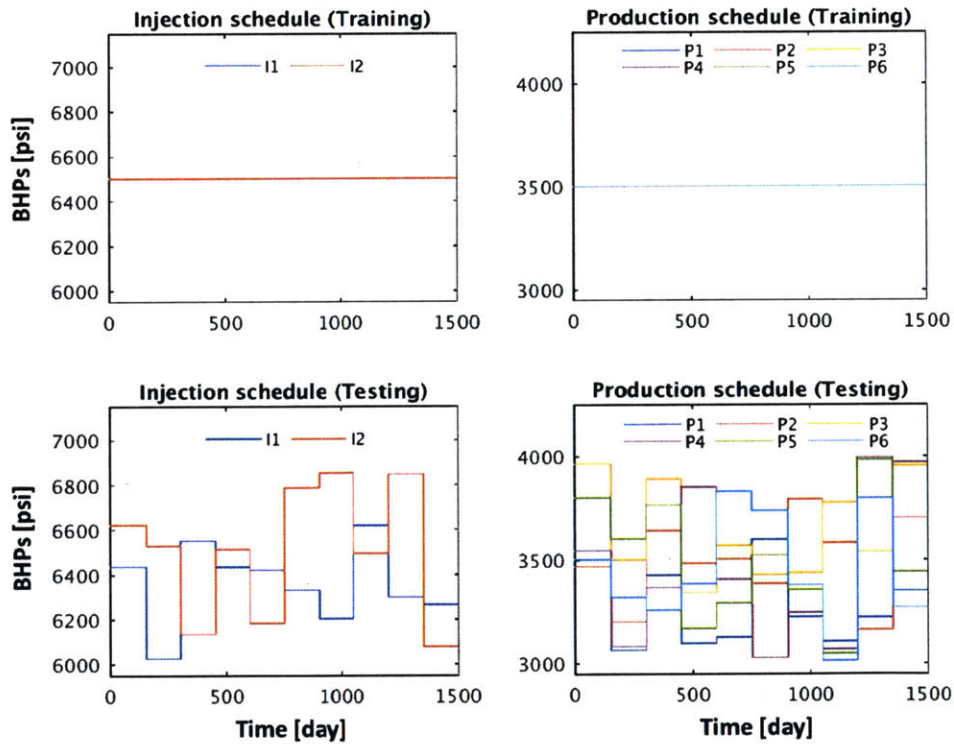 Injection schedule (Training)
Production schedule (Training)
BHPs [psi]
7000
6800
6600
6400
6200
6000
I1 I2
0 500 1000 1500
4000
3500
3000
P1 P2 P3
P4 P5 P6
0 500 1000 1500
Injection schedule (Testing)
Production schedule (Testing)
BHPs [psi]
7000
6800
6600
6400
6200
6000
I1 I2
0 500 1000 1500
Time [day]
4000
3500
3000
P1 P2 P3
P4 P5 P6
0 500 1000 1500
Time [day]